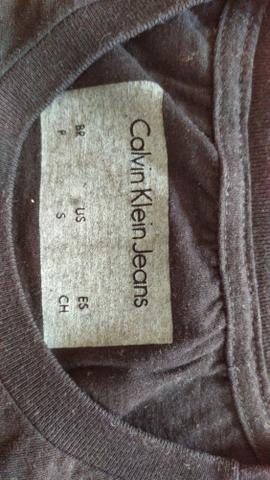 Calvin Klein Jeans
BR US ES
P S CH